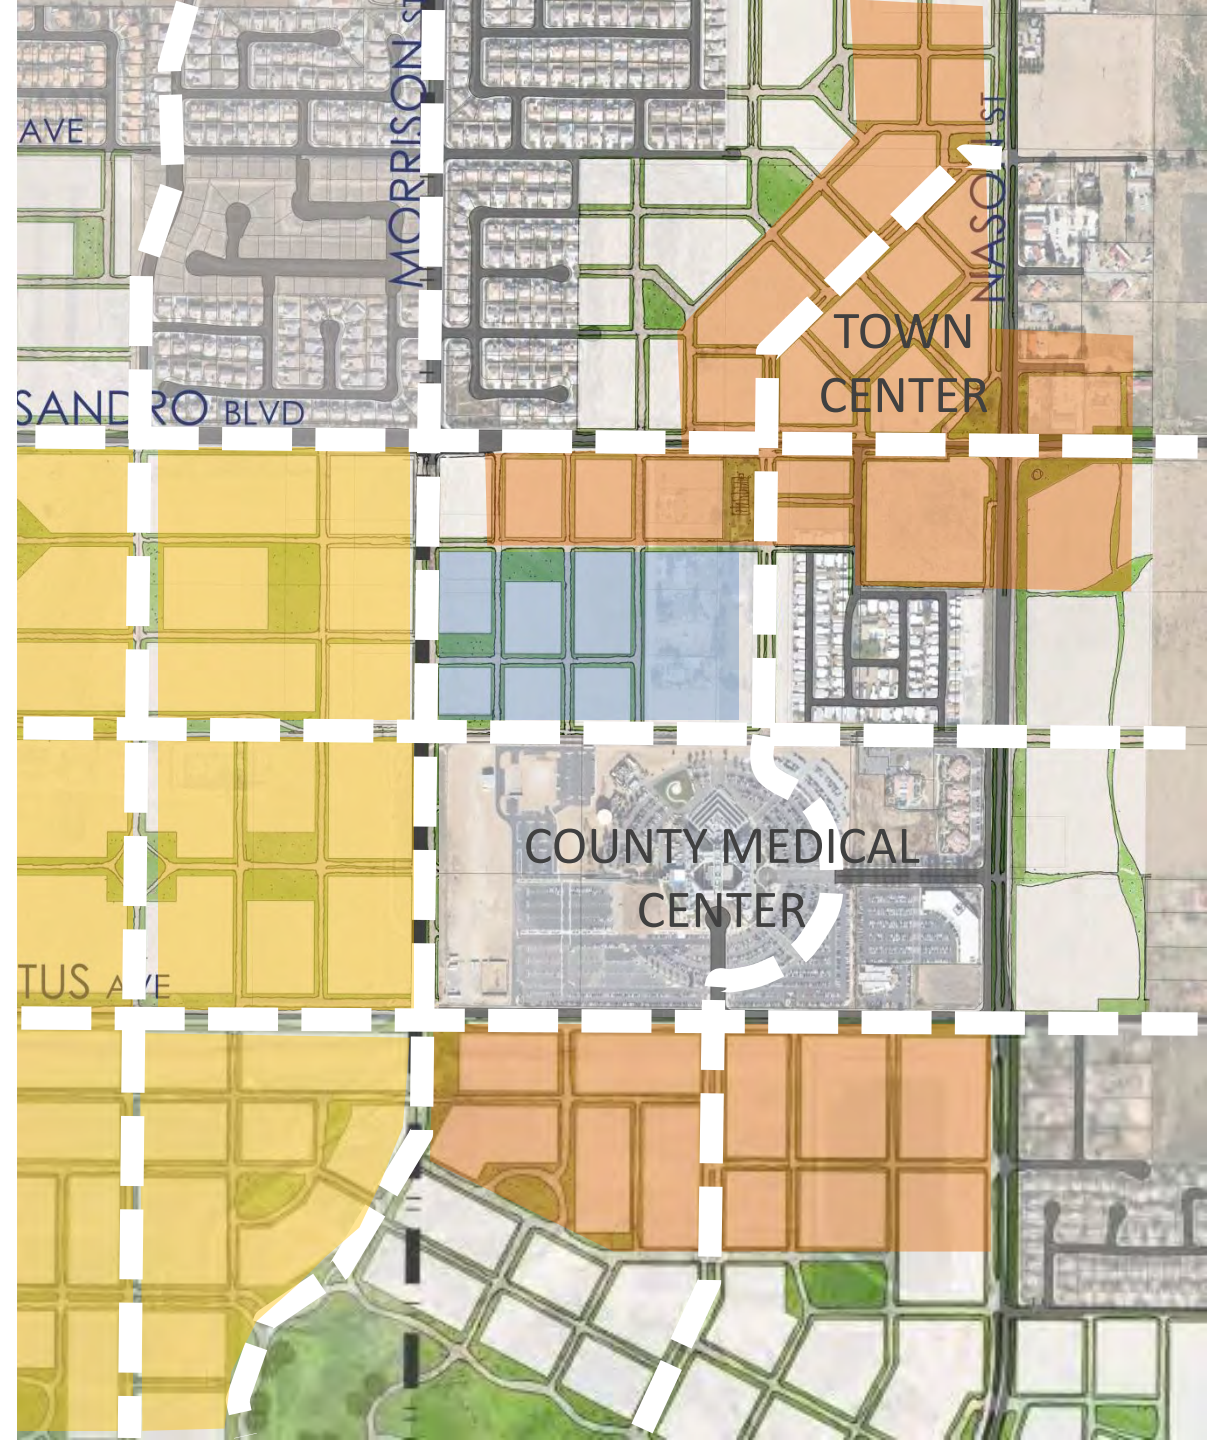 MORRISON ST
AVE
NASON ST
TOWN
CENTER
SANDRO BLVD
COUNTY MEDICAL
CENTER
TUS AVE